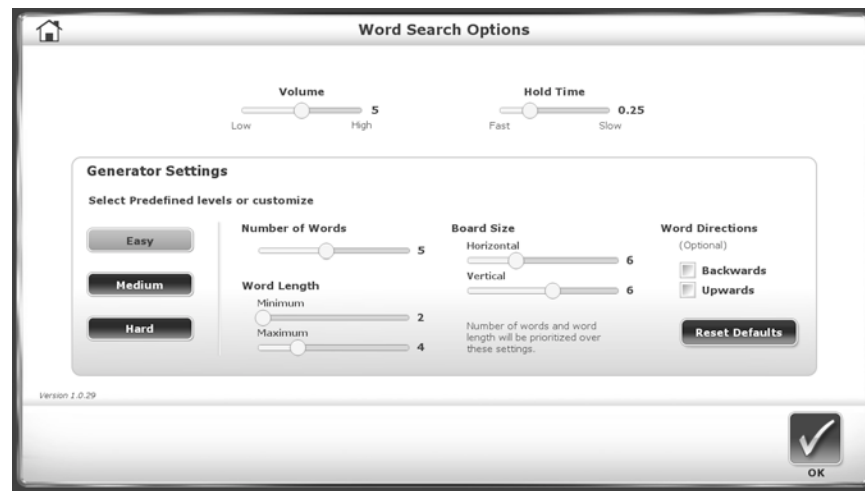 Word Search Options
Volume
5
Low High
Hold Time
0.25
Fast Slow
Generator Settings
Select Predefined levels or customize
Easy
Medium
Hard
Number of Words
5
Word Length
Minimum
2
Maximum
4
Board Size
Horizontal
6
Vertical
6
Number of words and word
length will be prioritized over
these settings.
Word Directions
(Optional)
Backwards
Upwards
Reset Defaults
Version 1.0.29
OK